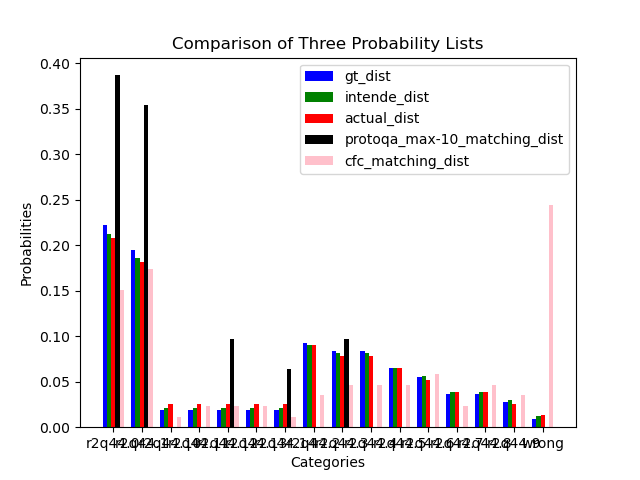 Comparison of Three Probability Lists
gt_dist
intende_dist
actual_dist
protoqa_max-10_matching_dist
cfc_matching_dist
0.40
0.35
0.30
0.25
0.20
0.15
0.10
0.05
0.00
Probabilities
wrong
Categories